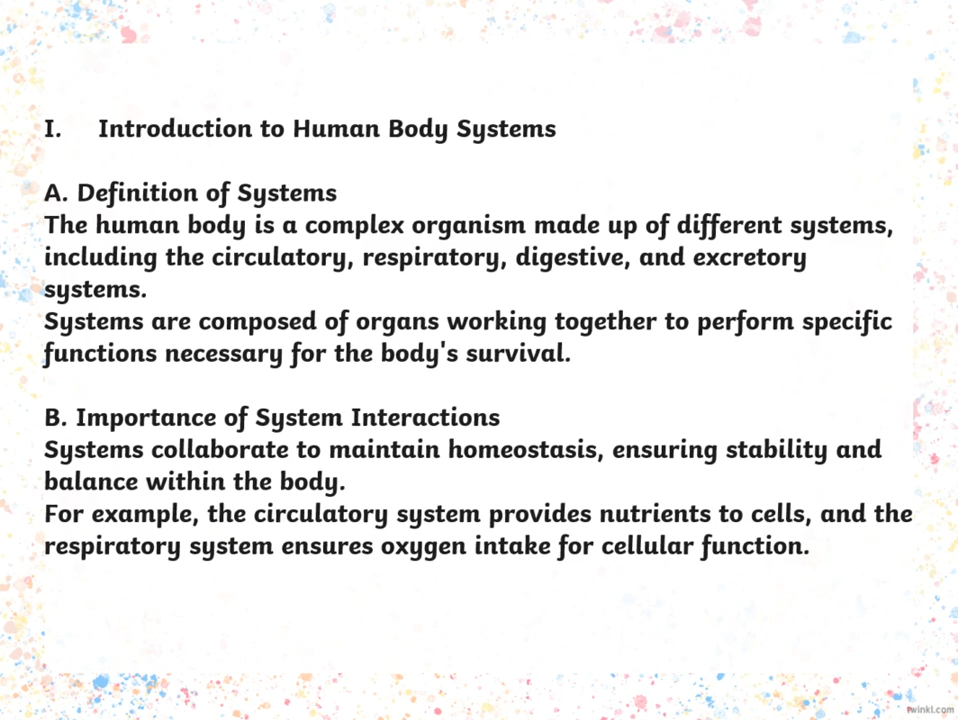 I. Introduction to Human Body Systems
A. Definition of Systems
The human body is a complex organism made up of different systems,
including the circulatory, respiratory, digestive, and excretory
systems.
Systems are composed of organs working together to perform specific
functions necessary for the body's survival.
B. Importance of System Interactions
Systems collaborate to maintain homeostasis, ensuring stability and
balance within the body.
For example, the circulatory system provides nutrients to cells, and the
respiratory system ensures oxygen intake for cellular function.
twinkl.com